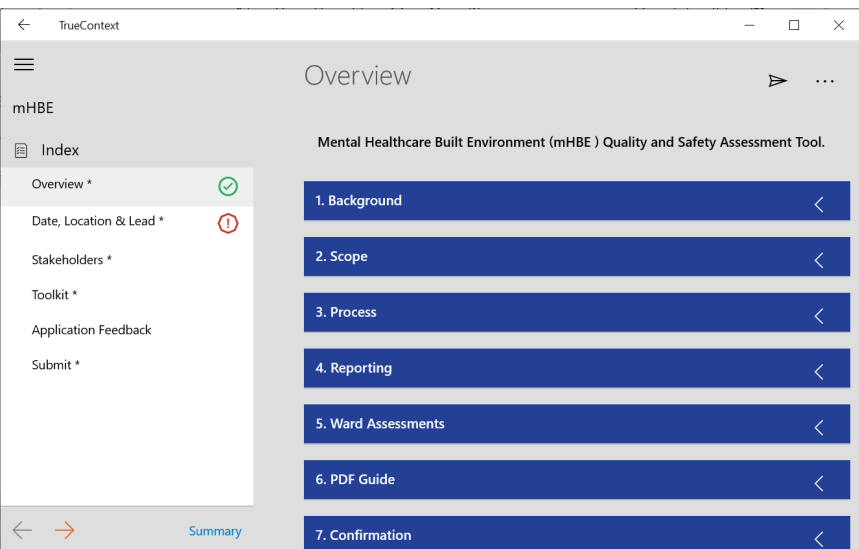 TrueContext
mHBE
Index
Overview *
Date, Location & Lead *
Stakeholders *
Toolkit *
Application Feedback
Submit *
Summary
Overview
Mental Healthcare Built Environment (mHBE ) Quality and Safety Assessment Tool.
1. Background
2. Scope
3. Process
4. Reporting
5. Ward Assessments
6. PDF Guide
7. Confirmation